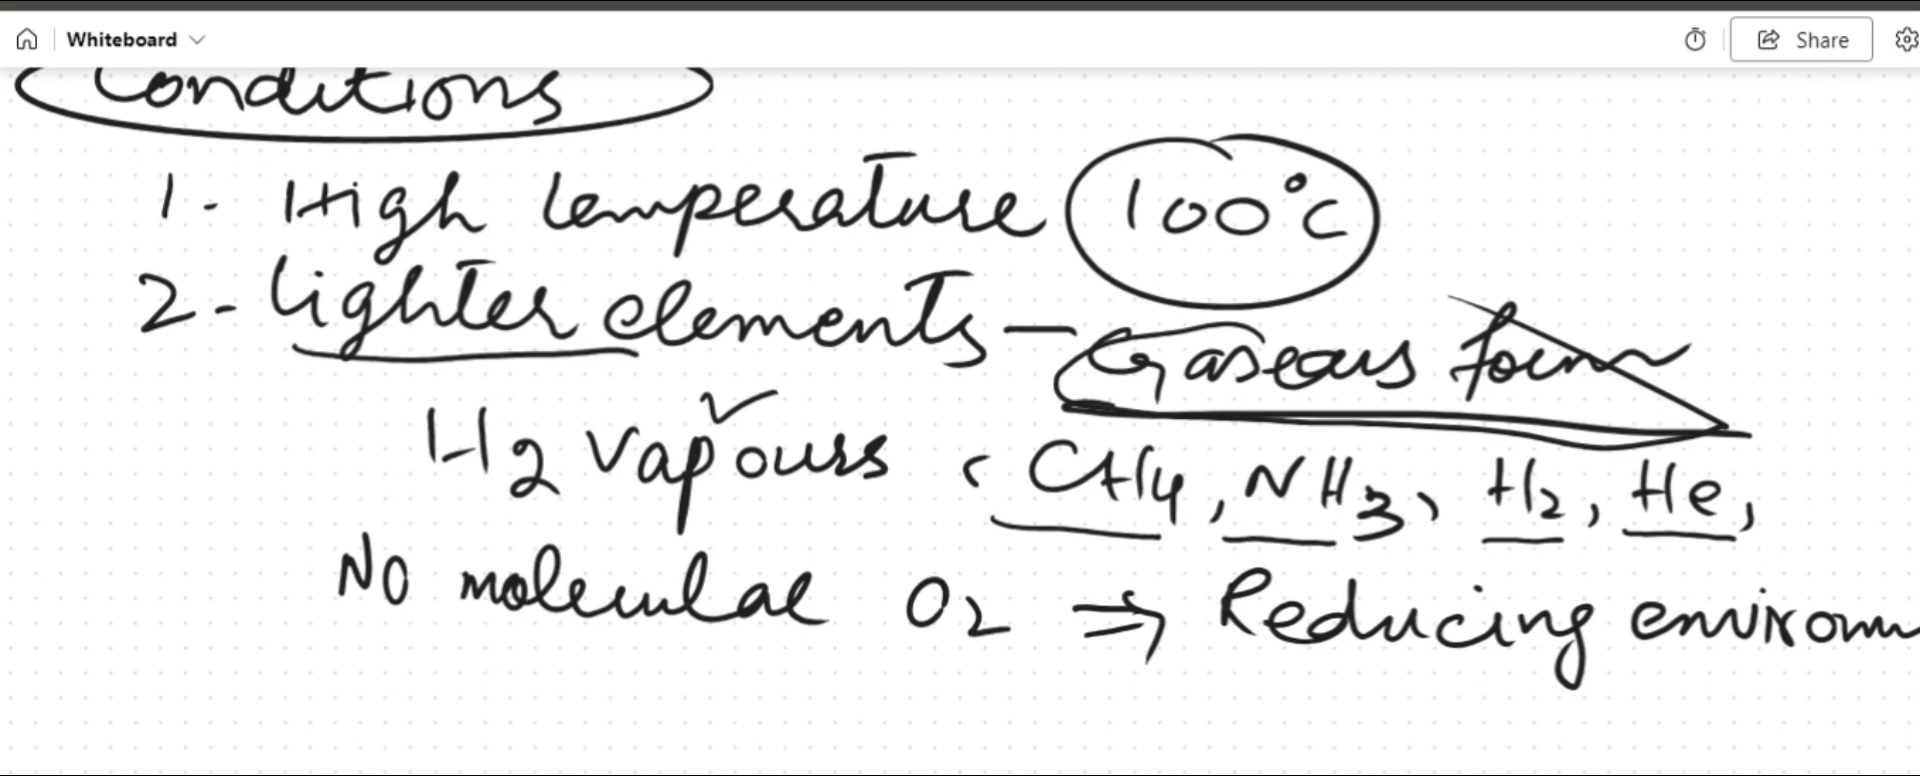 Whiteboard Share
Conditions
1- High temperature 100°C
2- lighter elements - Gaseous form
H2 vapours, CH4, NH3, H2, He,
No molecular O2 ⇒ Reducing environm